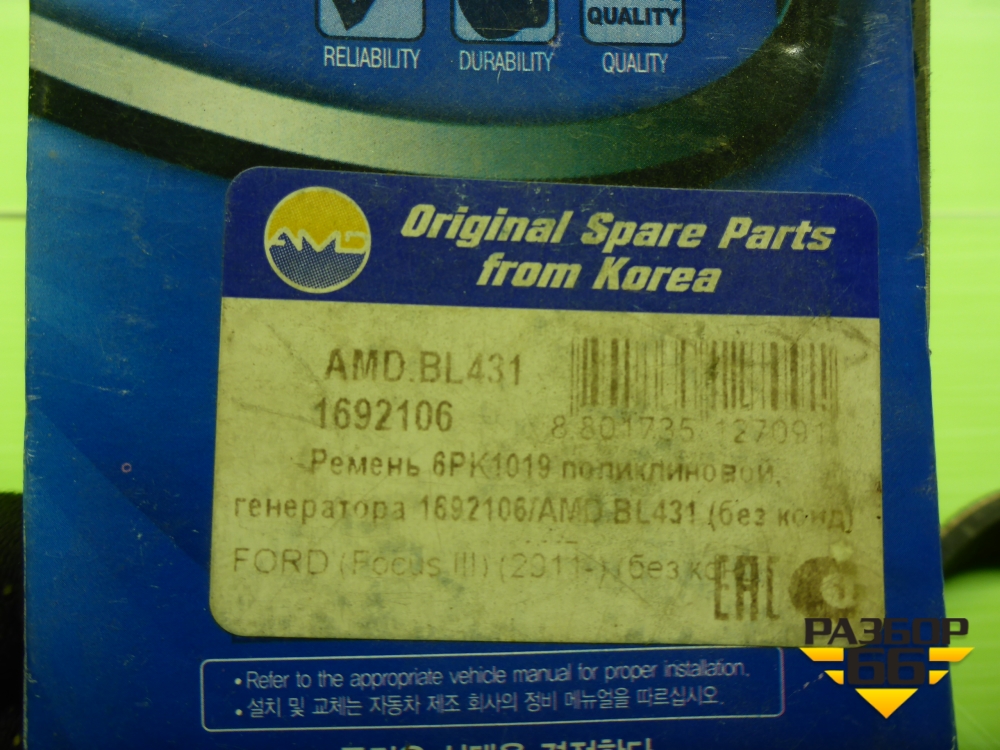 QUALITY
RELIABILITY DURABILITY QUALITY
AMD
Original Spare Parts
from Korea
AMD.BL431
1692106
8 801735 127091
Ремень 6PK1019 поликлиновой,
генератора 1692106/AMD.BL431 (без конд)
FORD (Focus III) (2011-) (без
EAC
РАЗБОР
66
• Refer to the appropriate vehicle manual for proper installation.
• 설치 및 교체는 자동차 제조 회사의 정비 메뉴얼을 따르십시오.